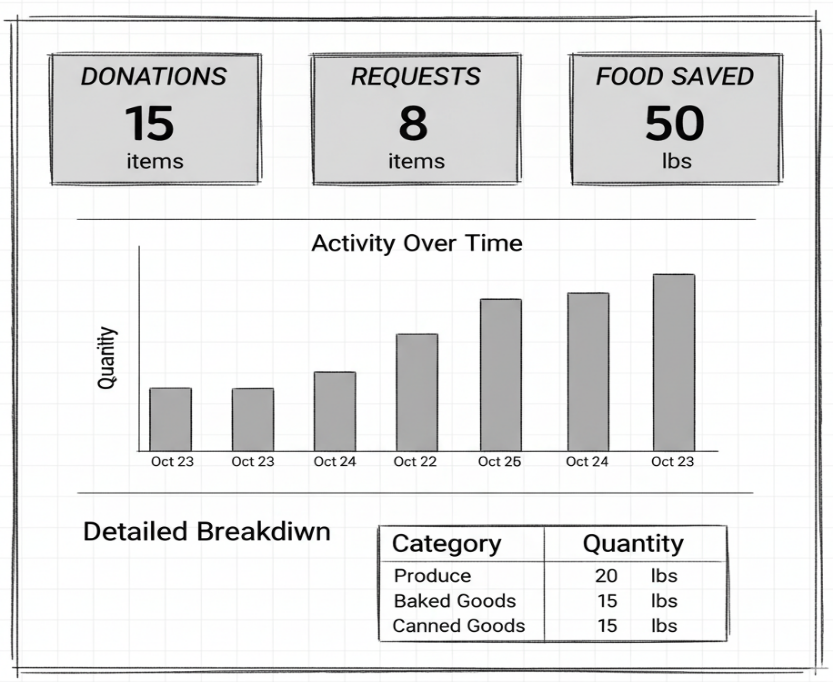 DONATIONS
15
items
REQUESTS
8
items
FOOD SAVED
50
lbs
Activity Over Time
Quanity
Oct 23 Oct 23 Oct 24 Oct 22 Oct 25 Oct 24 Oct 23
Detailed Breakdiwn
Category Quantity
Produce 20 lbs
Baked Goods 15 lbs
Canned Goods 15 lbs